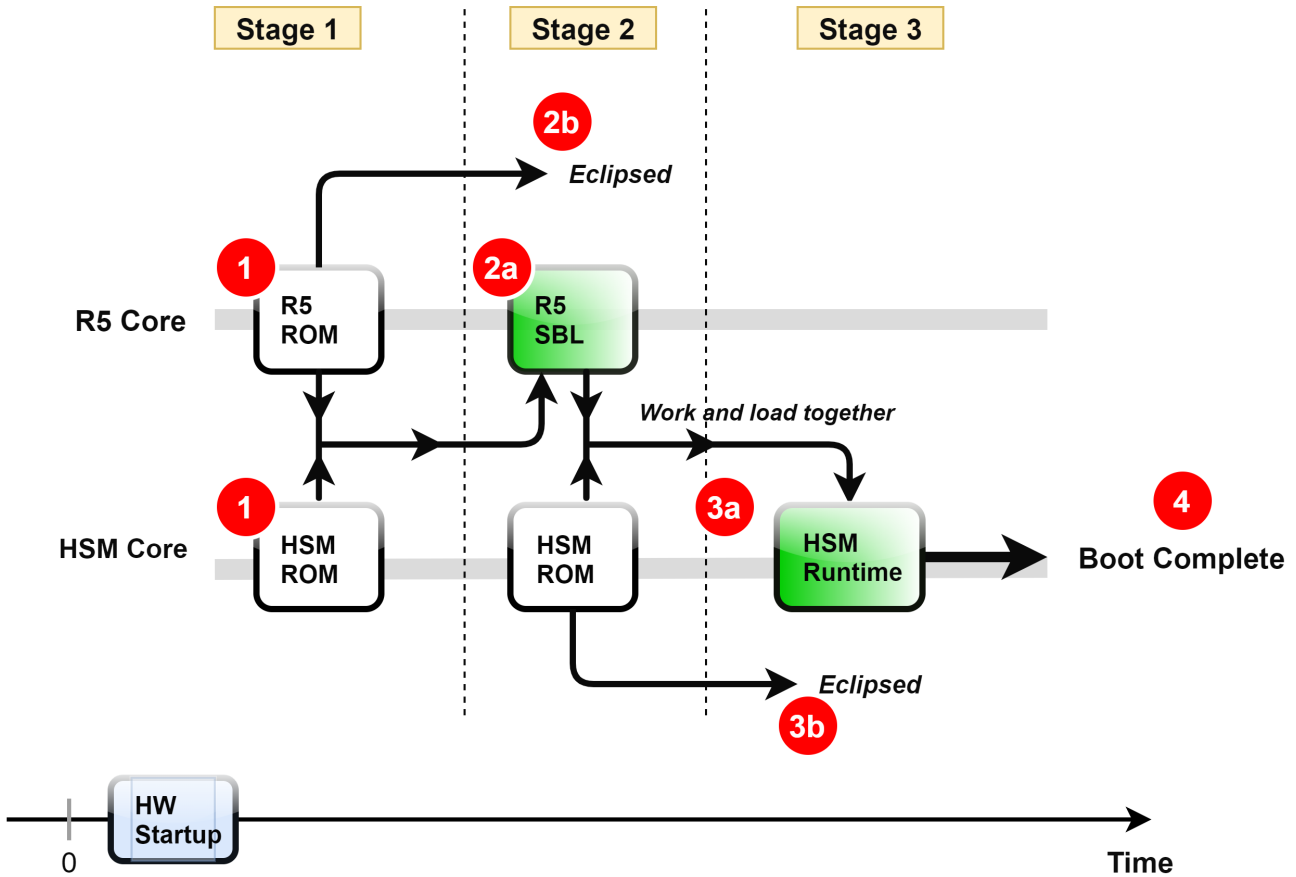 Stage 1
Stage 2
Stage 3
2b
Eclipsed
1
2a
R5
ROM
R5
SBL
R5 Core
Work and load together
1
3a
4
HSM
ROM
HSM
ROM
HSM
Runtime
HSM Core
Boot Complete
Eclipsed
3b
HW
Startup
0
Time